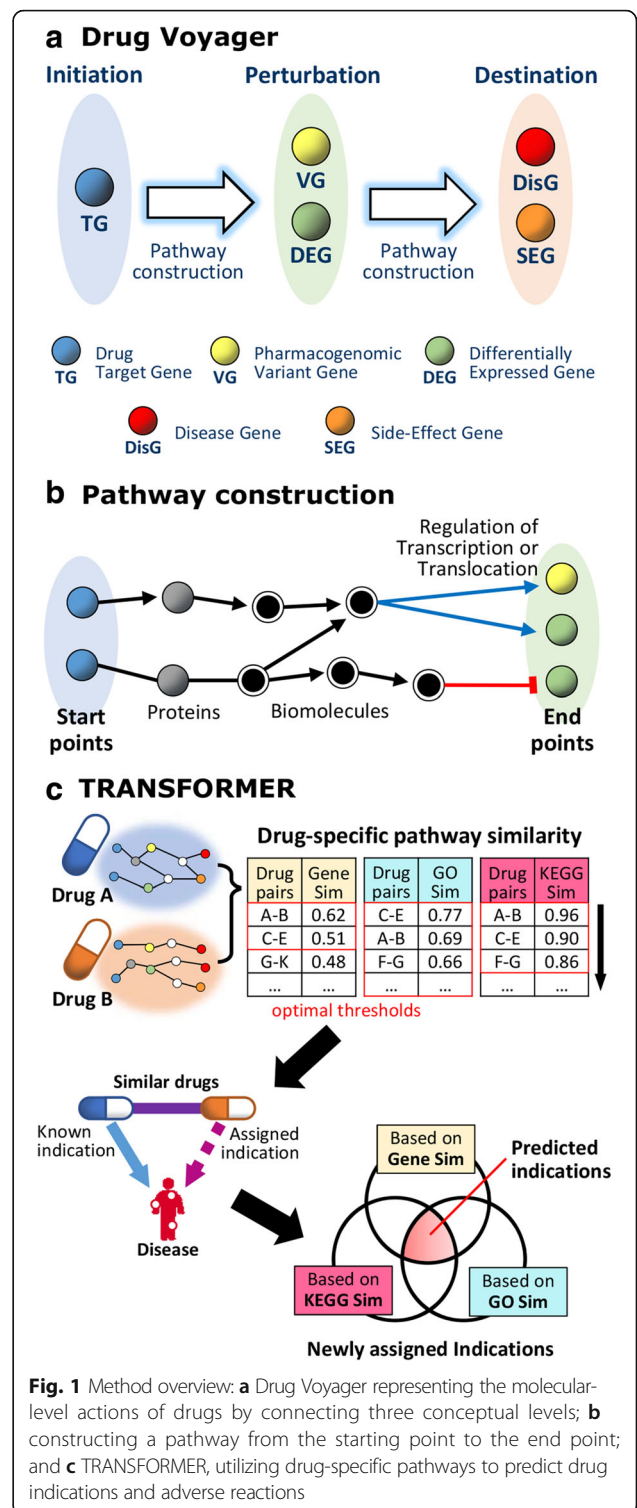 a Drug Voyager
Initiation Perturbation Destination
TG
VG
DEG
DisG
SEG
Pathway construction
Pathway construction
TG Drug Target Gene
VG Pharmacogenomic Variant Gene
DEG Differentially Expressed Gene
DisG Disease Gene
SEG Side-Effect Gene
b Pathway construction
Regulation of
Transcription or
Translocation
Start points
Proteins
Biomolecules
End points
c TRANSFORMER
Drug A
Drug B
Drug-specific pathway similarity
Drug pairs Gene Sim
A-B 0.62
C-E 0.51
G-K 0.48
... ...
Drug pairs GO Sim
C-E 0.77
A-B 0.69
F-G 0.66
... ...
Drug pairs KEGG Sim
A-B 0.96
C-E 0.90
F-G 0.86
... ...
optimal thresholds
Similar drugs
Known indication
Assigned indication
Disease
Based on
Gene Sim
Predicted
indications
Based on
KEGG Sim
Based on
GO Sim
Newly assigned Indications
Fig. 1 Method overview: a Drug Voyager representing the molecular-
level actions of drugs by connecting three conceptual levels; b
constructing a pathway from the starting point to the end point;
and c TRANSFORMER, utilizing drug-specific pathways to predict drug
indications and adverse reactions